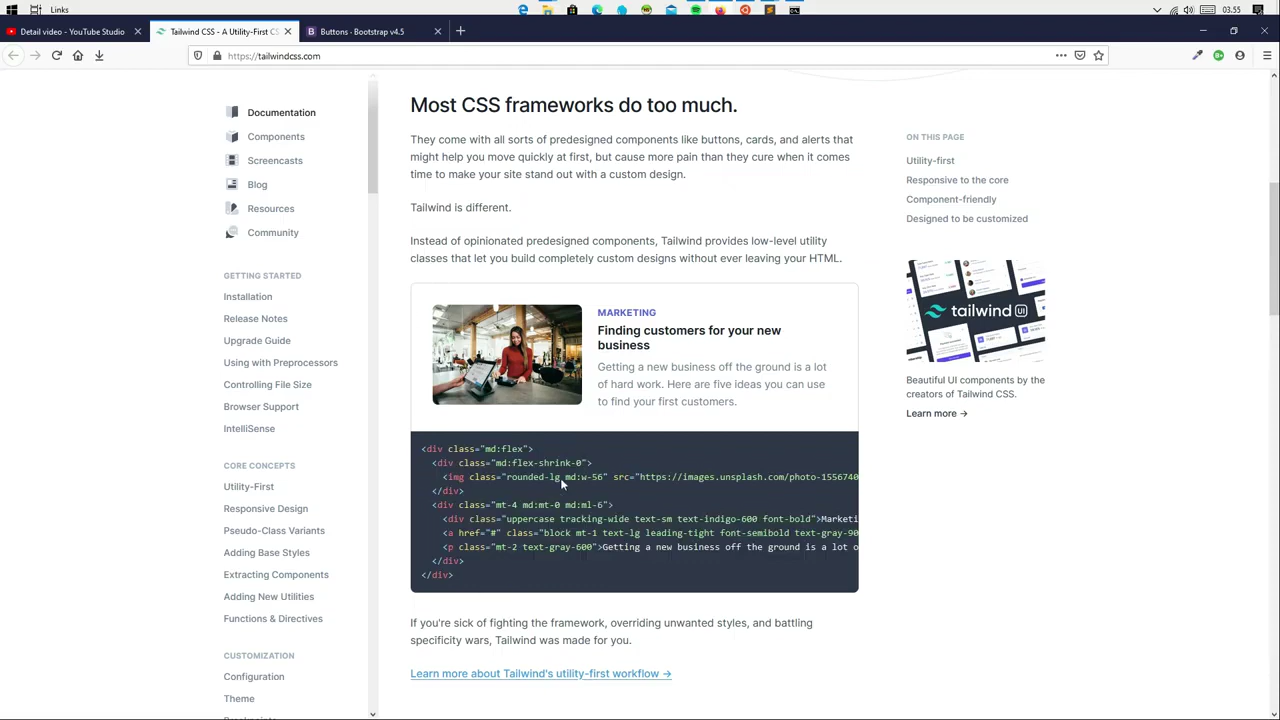 Links
03.55
Detail video - YouTube Studio
Tailwind CSS - A Utility-First CS
Buttons · Bootstrap v4.5
https://tailwindcss.com
Documentation
Components
Screencasts
Blog
Resources
Community
GETTING STARTED
Installation
Release Notes
Upgrade Guide
Using with Preprocessors
Controlling File Size
Browser Support
IntelliSense
CORE CONCEPTS
Utility-First
Responsive Design
Pseudo-Class Variants
Adding Base Styles
Extracting Components
Adding New Utilities
Functions & Directives
CUSTOMIZATION
Configuration
Theme
Most CSS frameworks do too much.
They come with all sorts of predesigned components like buttons, cards, and alerts that
might help you move quickly at first, but cause more pain than they cure when it comes
time to make your site stand out with a custom design.
Tailwind is different.
Instead of opinionated predesigned components, Tailwind provides low-level utility
classes that let you build completely custom designs without ever leaving your HTML.
MARKETING
Finding customers for your new
business
Getting a new business off the ground is a lot
of hard work. Here are five ideas you can use
to find your first customers.
<div class="md:flex">
<div class="md:flex-shrink-0">
<img class="rounded-lg md:w-56" src="https://images.unsplash.com/photo-1556740
</div>
<div class="mt-4 md:mt-0 md:ml-6">
<div class="uppercase tracking-wide text-sm text-indigo-600 font-bold">Marketi
<a href="#" class="block mt-1 text-lg leading-tight font-semibold text-gray-90
<p class="mt-2 text-gray-600">Getting a new business off the ground is a lot o
</div>
</div>
If you're sick of fighting the framework, overriding unwanted styles, and battling
specificity wars, Tailwind was made for you.
Learn more about Tailwind's utility-first workflow →
ON THIS PAGE
Utility-first
Responsive to the core
Component-friendly
Designed to be customized
tailwind UI
Beautiful UI components by the
creators of Tailwind CSS.
Learn more →